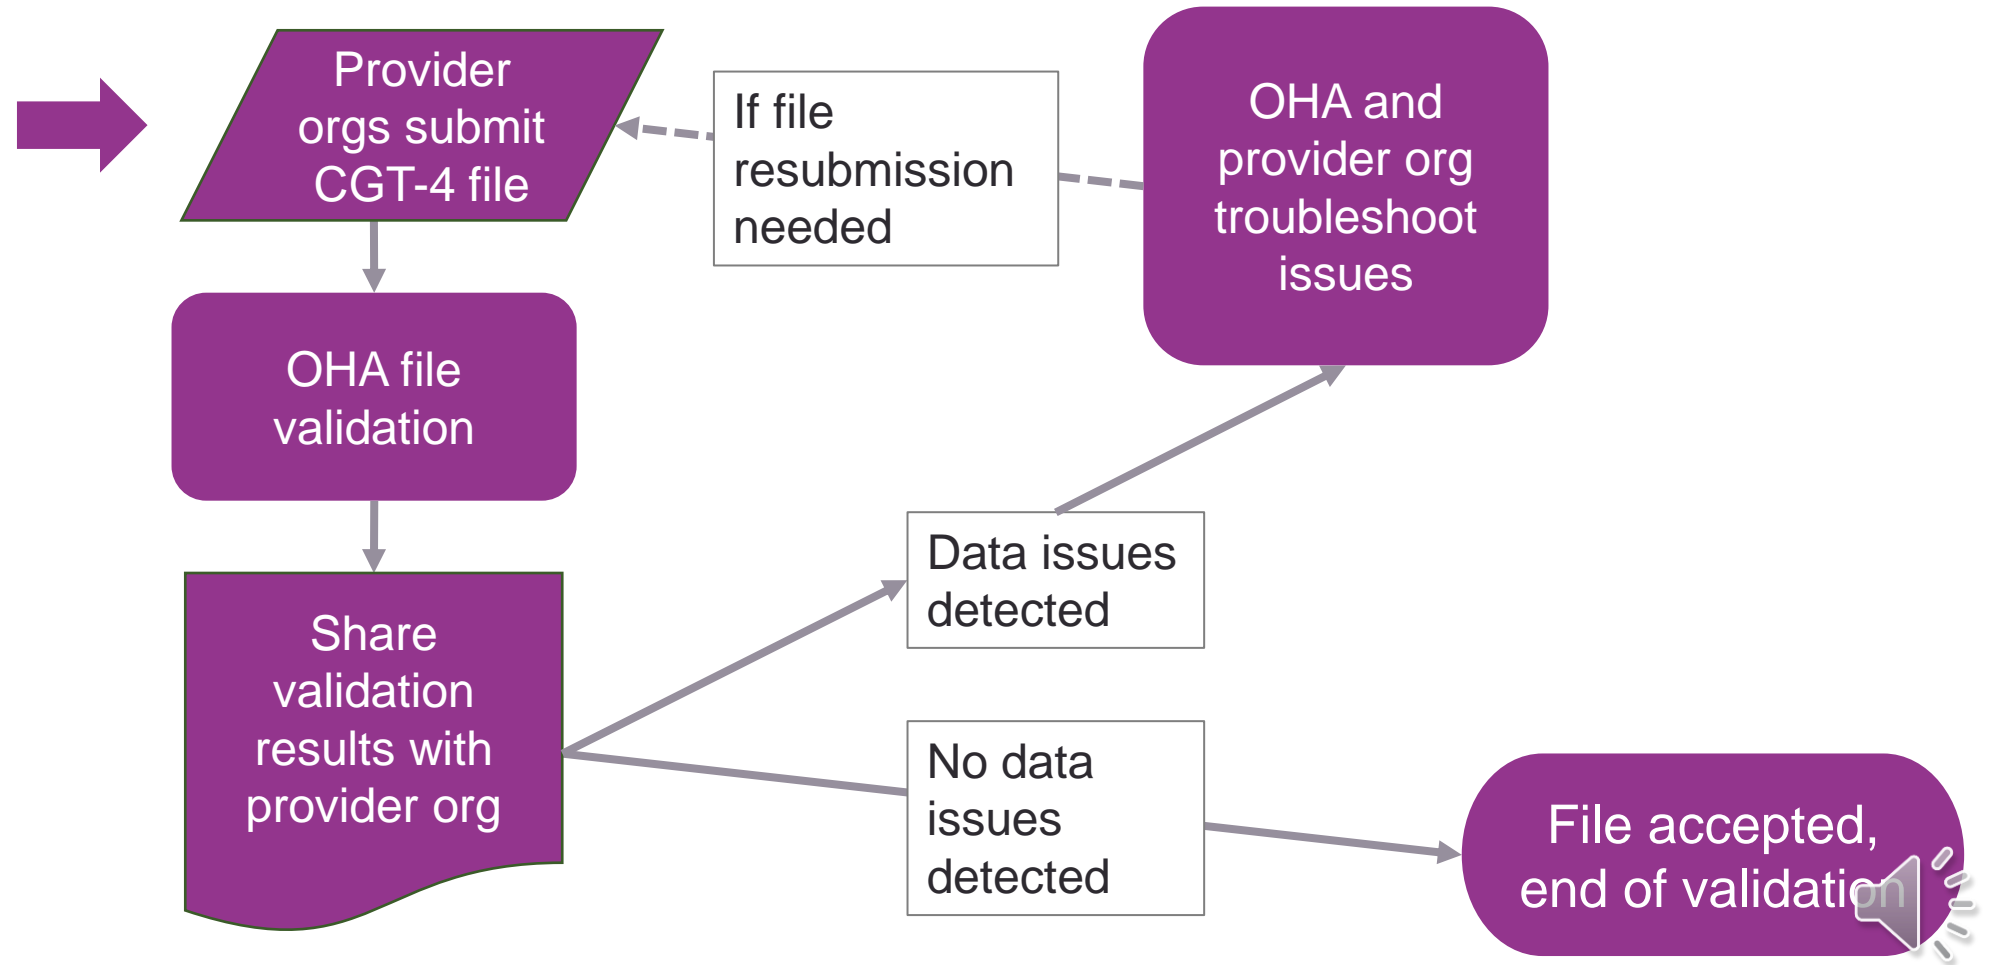 Provider
orgs submit
CGT-4 file
If file
resubmission
needed
OHA and
provider org
troubleshoot
issues
OHA file
validation
Share
validation
results with
provider org
Data issues
detected
No data
issues
detected
File accepted,
end of validation